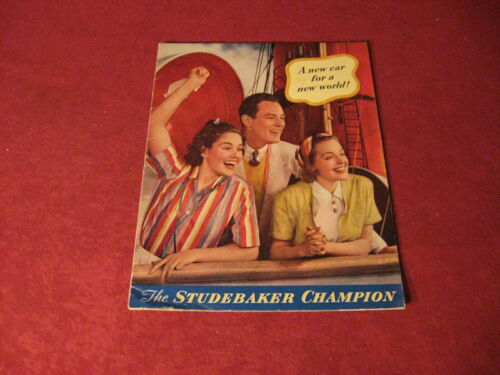 A new car
for a
new world!
The STUDEBAKER CHAMPION